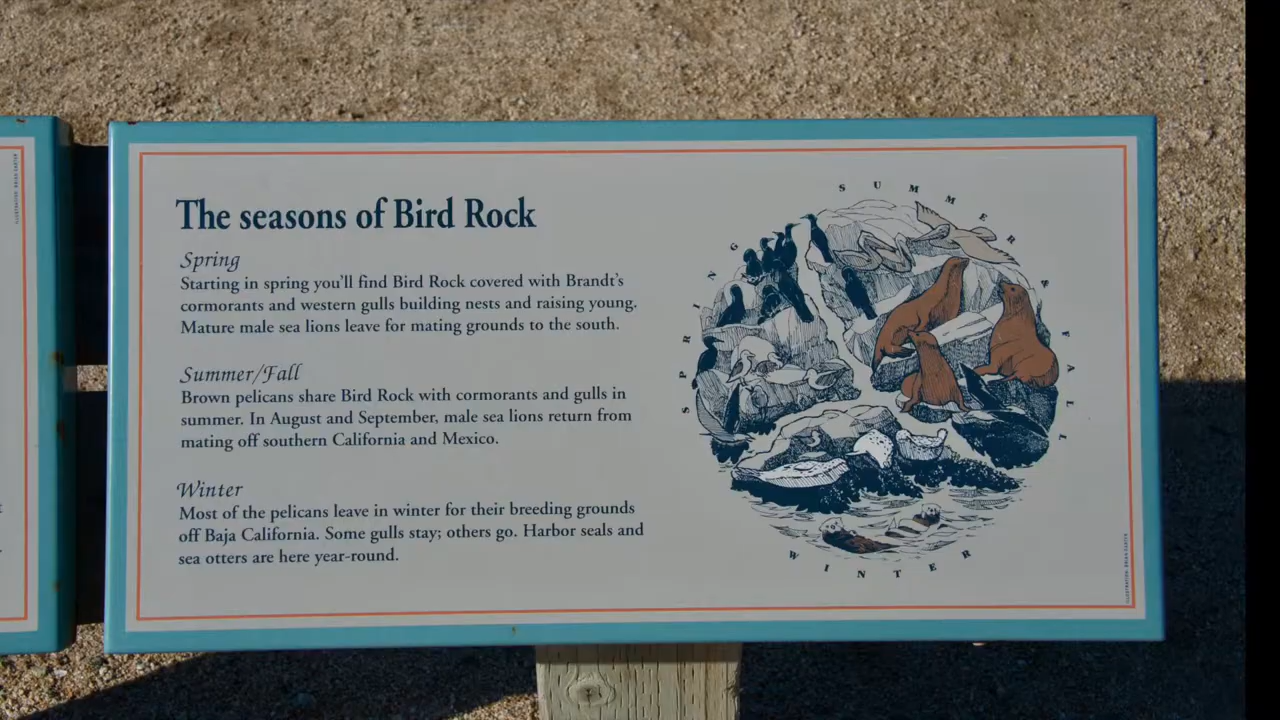 The seasons of Bird Rock
Spring
Starting in spring you'll find Bird Rock covered with Brandt's
cormorants and western gulls building nests and raising young.
Mature male sea lions leave for mating grounds to the south.
Summer/Fall
Brown pelicans share Bird Rock with cormorants and gulls in
summer. In August and September, male sea lions return from
mating off southern California and Mexico.
Winter
Most of the pelicans leave in winter for their breeding grounds
off Baja California. Some gulls stay; others go. Harbor seals and
sea otters are here year-round.
SPRING
SUMMER & FALL
WINTER